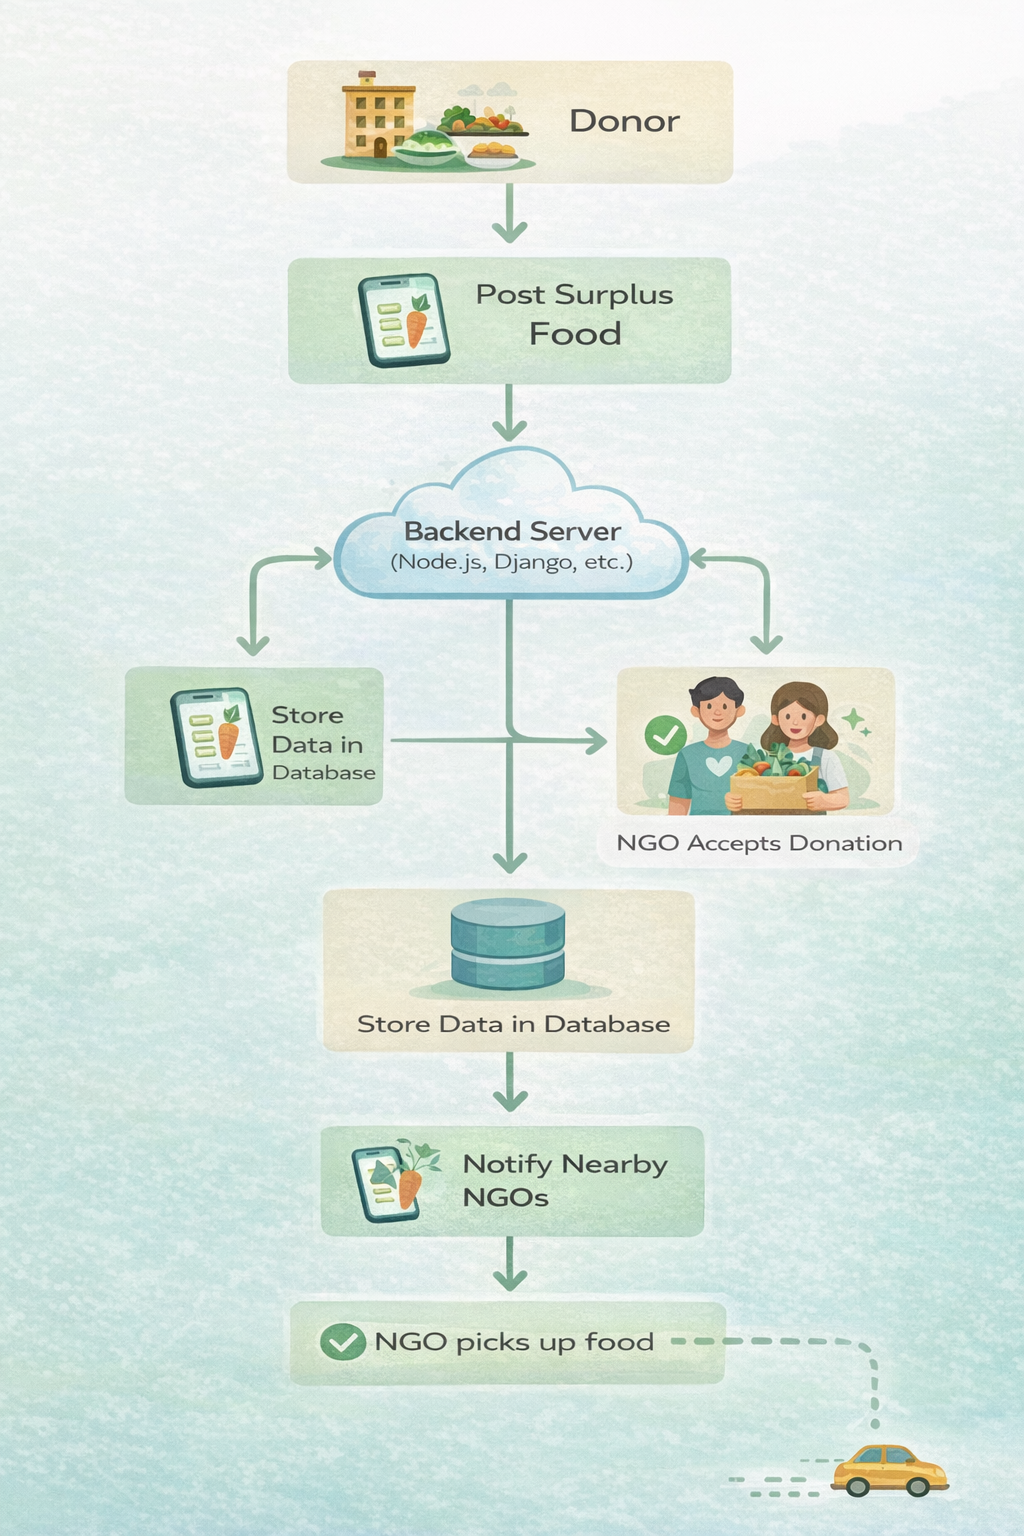 Donor
Post Surplus
Food
Backend Server
(Node.js, Django, etc.)
Store
Data in
Database
NGO Accepts Donation
Store Data in Database
Notify Nearby
NGOs
NGO picks up food